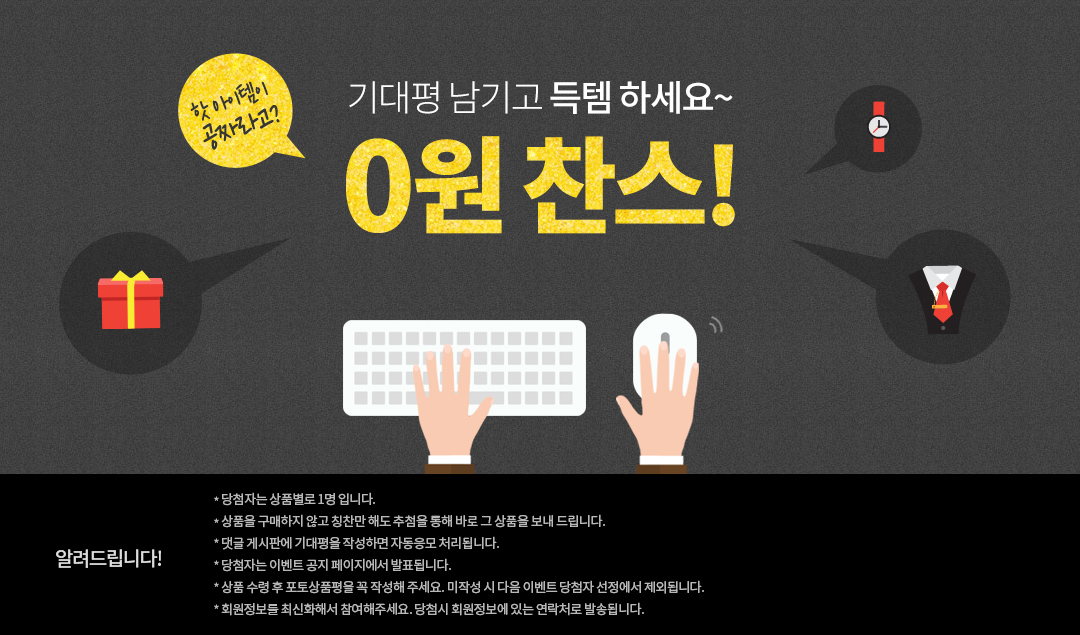 핫 아이템이
공짜라고?
기대평 남기고 득템 하세요~
0원 찬스!
알려드립니다!
* 당첨자는 상품별로 1명 입니다.
* 상품을 구매하지 않고 칭찬만 해도 추첨을 통해 바로 그 상품을 보내 드립니다.
* 댓글 게시판에 기대평을 작성하면 자동응모 처리됩니다.
* 당첨자는 이벤트 공지 페이지에서 발표됩니다.
* 상품 수령 후 포토상품평을 꼭 작성해 주세요. 미작성 시 다음 이벤트 당첨자 선정에서 제외됩니다.
* 회원정보를 최신화해서 참여해주세요. 당첨시 회원정보에 있는 연락처로 발송됩니다.